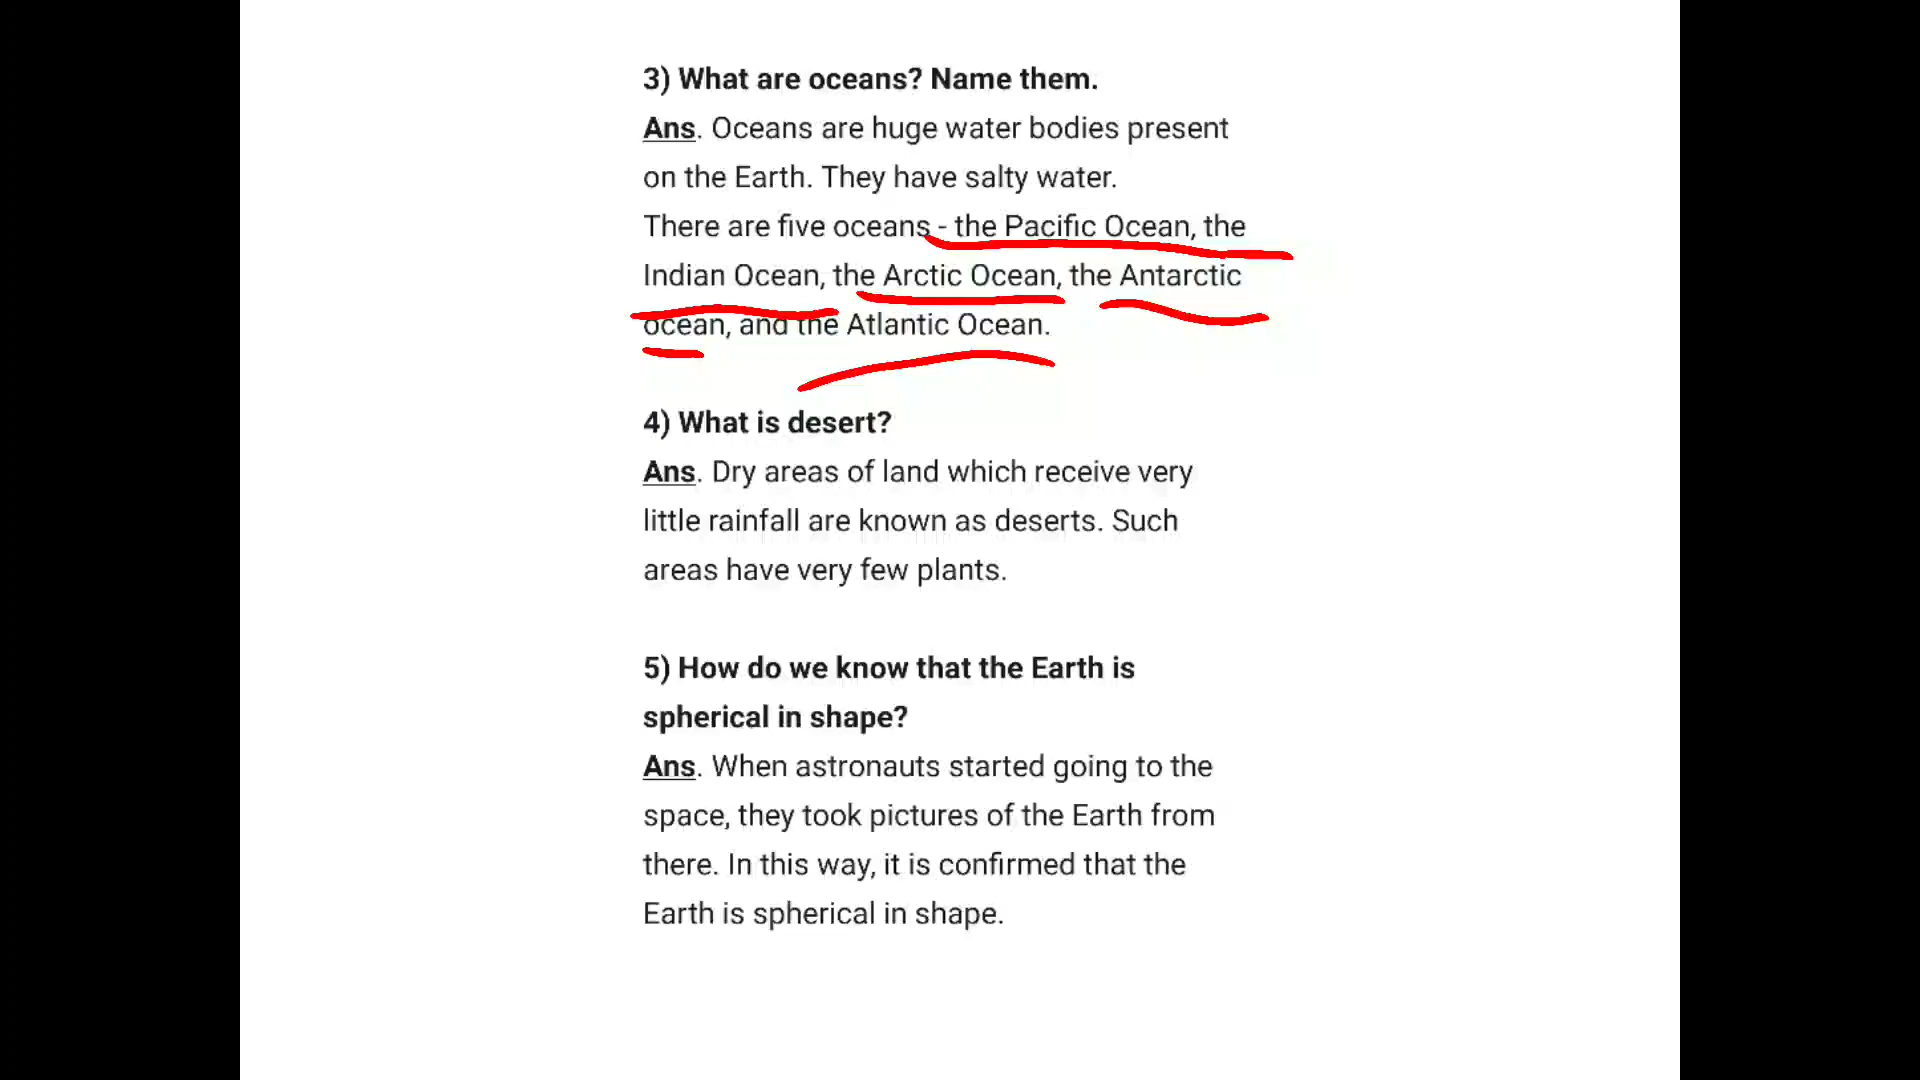 3) What are oceans? Name them.
Ans. Oceans are huge water bodies present
on the Earth. They have salty water.
There are five oceans - the Pacific Ocean, the
Indian Ocean, the Arctic Ocean, the Antarctic
ocean, and the Atlantic Ocean.
4) What is desert?
Ans. Dry areas of land which receive very
little rainfall are known as deserts. Such
areas have very few plants.
5) How do we know that the Earth is
spherical in shape?
Ans. When astronauts started going to the
space, they took pictures of the Earth from
there. In this way, it is confirmed that the
Earth is spherical in shape.